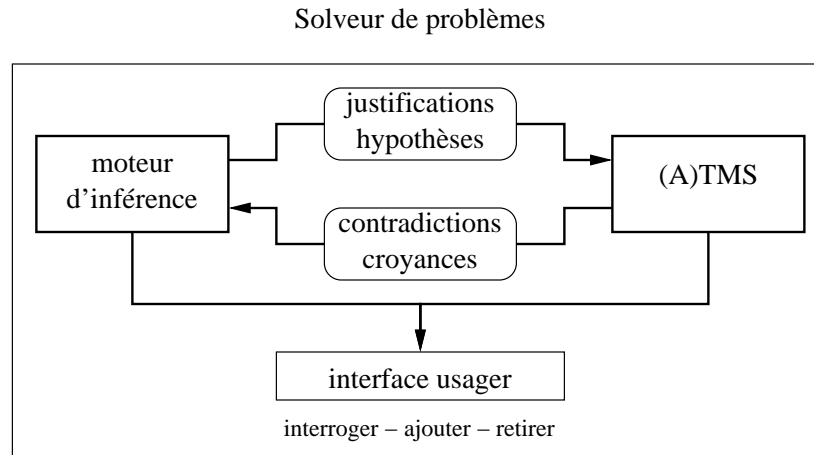 Solveur de problèmes
justifications
hypothèses
moteur
d’inférence
(A)TMS
contradictions
croyances
interface usager
interroger – ajouter – retirer